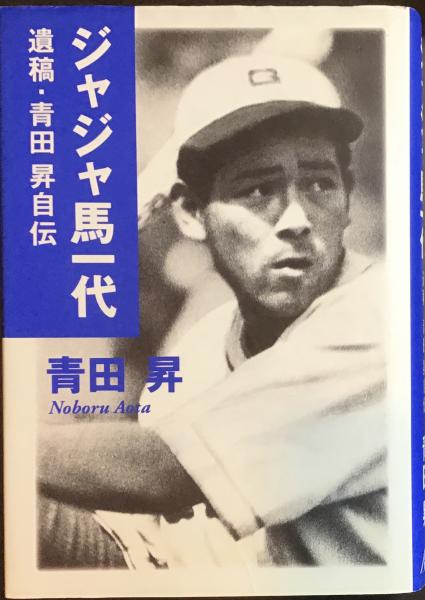 ジャジャ馬一代
遺稿・青田 昇自伝
青田 昇
Noboru Aota
B